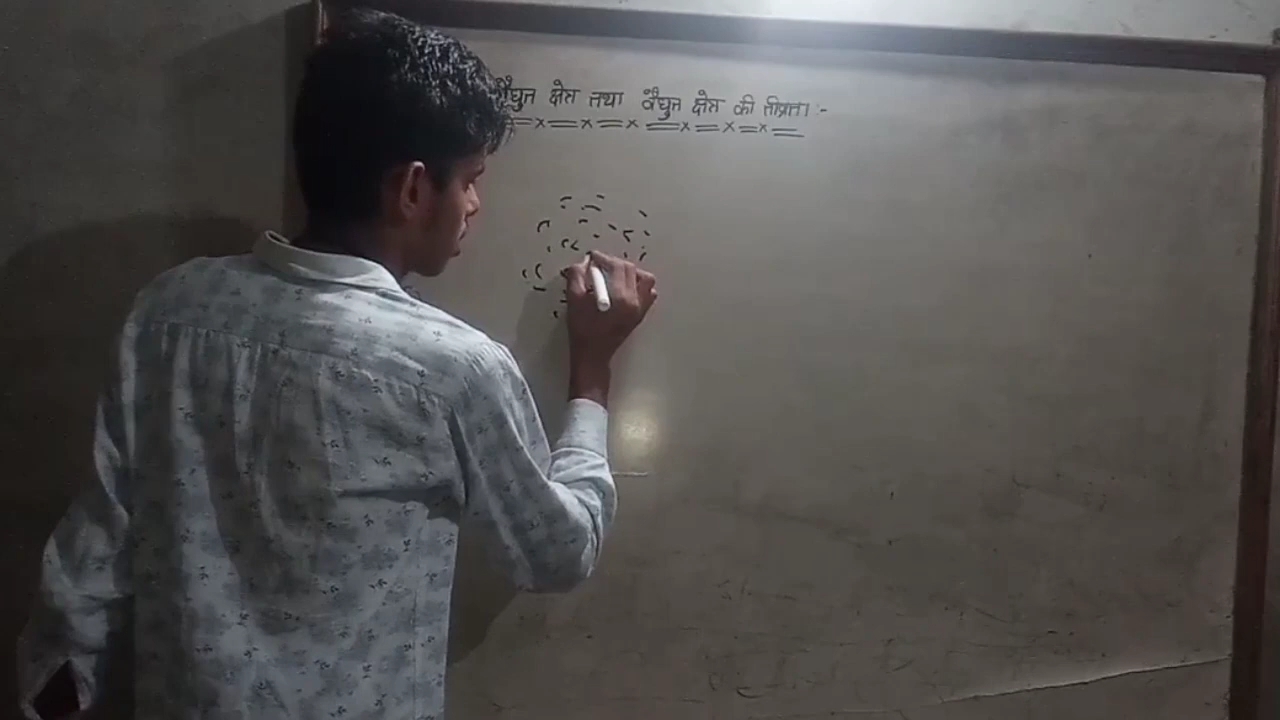 वैद्युत क्षेत्र तथा वैद्युत क्षेत्र की तीव्रता :-